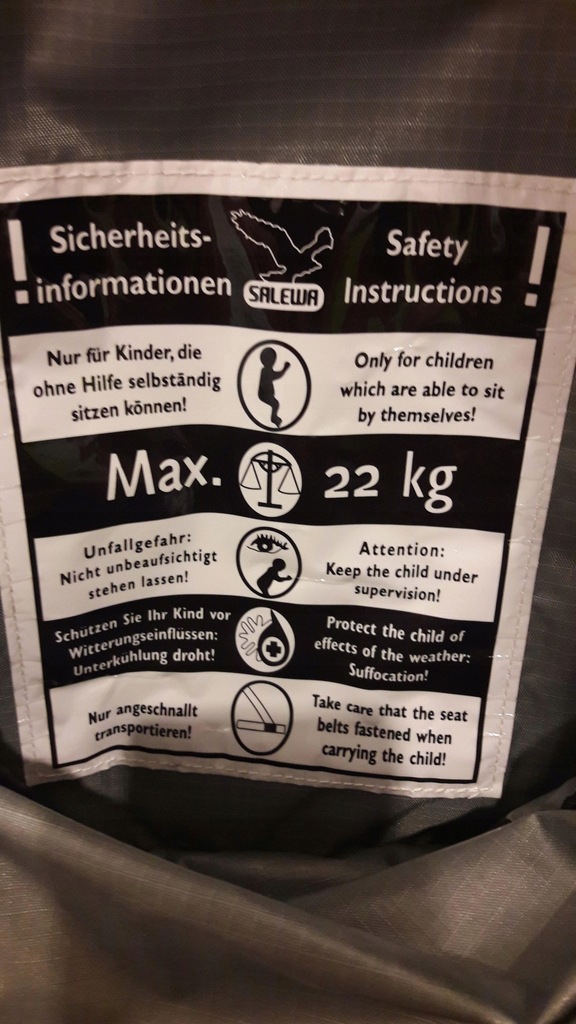 ! Sicherheits-
informationen
SALEWA
Safety
Instructions !
Nur für Kinder, die
ohne Hilfe selbständig
sitzen können!
Only for children
which are able to sit
by themselves!
Max. 22 kg
Unfallgefahr:
Nicht unbeaufsichtigt
stehen lassen!
Attention:
Keep the child under
supervision!
Schützen Sie Ihr Kind vor
Witterungseinflüssen:
Unterkühlung droht!
Protect the child of
effects of the weather:
Suffocation!
Nur angeschnallt
transportieren!
Take care that the seat
belts fastened when
carrying the child!